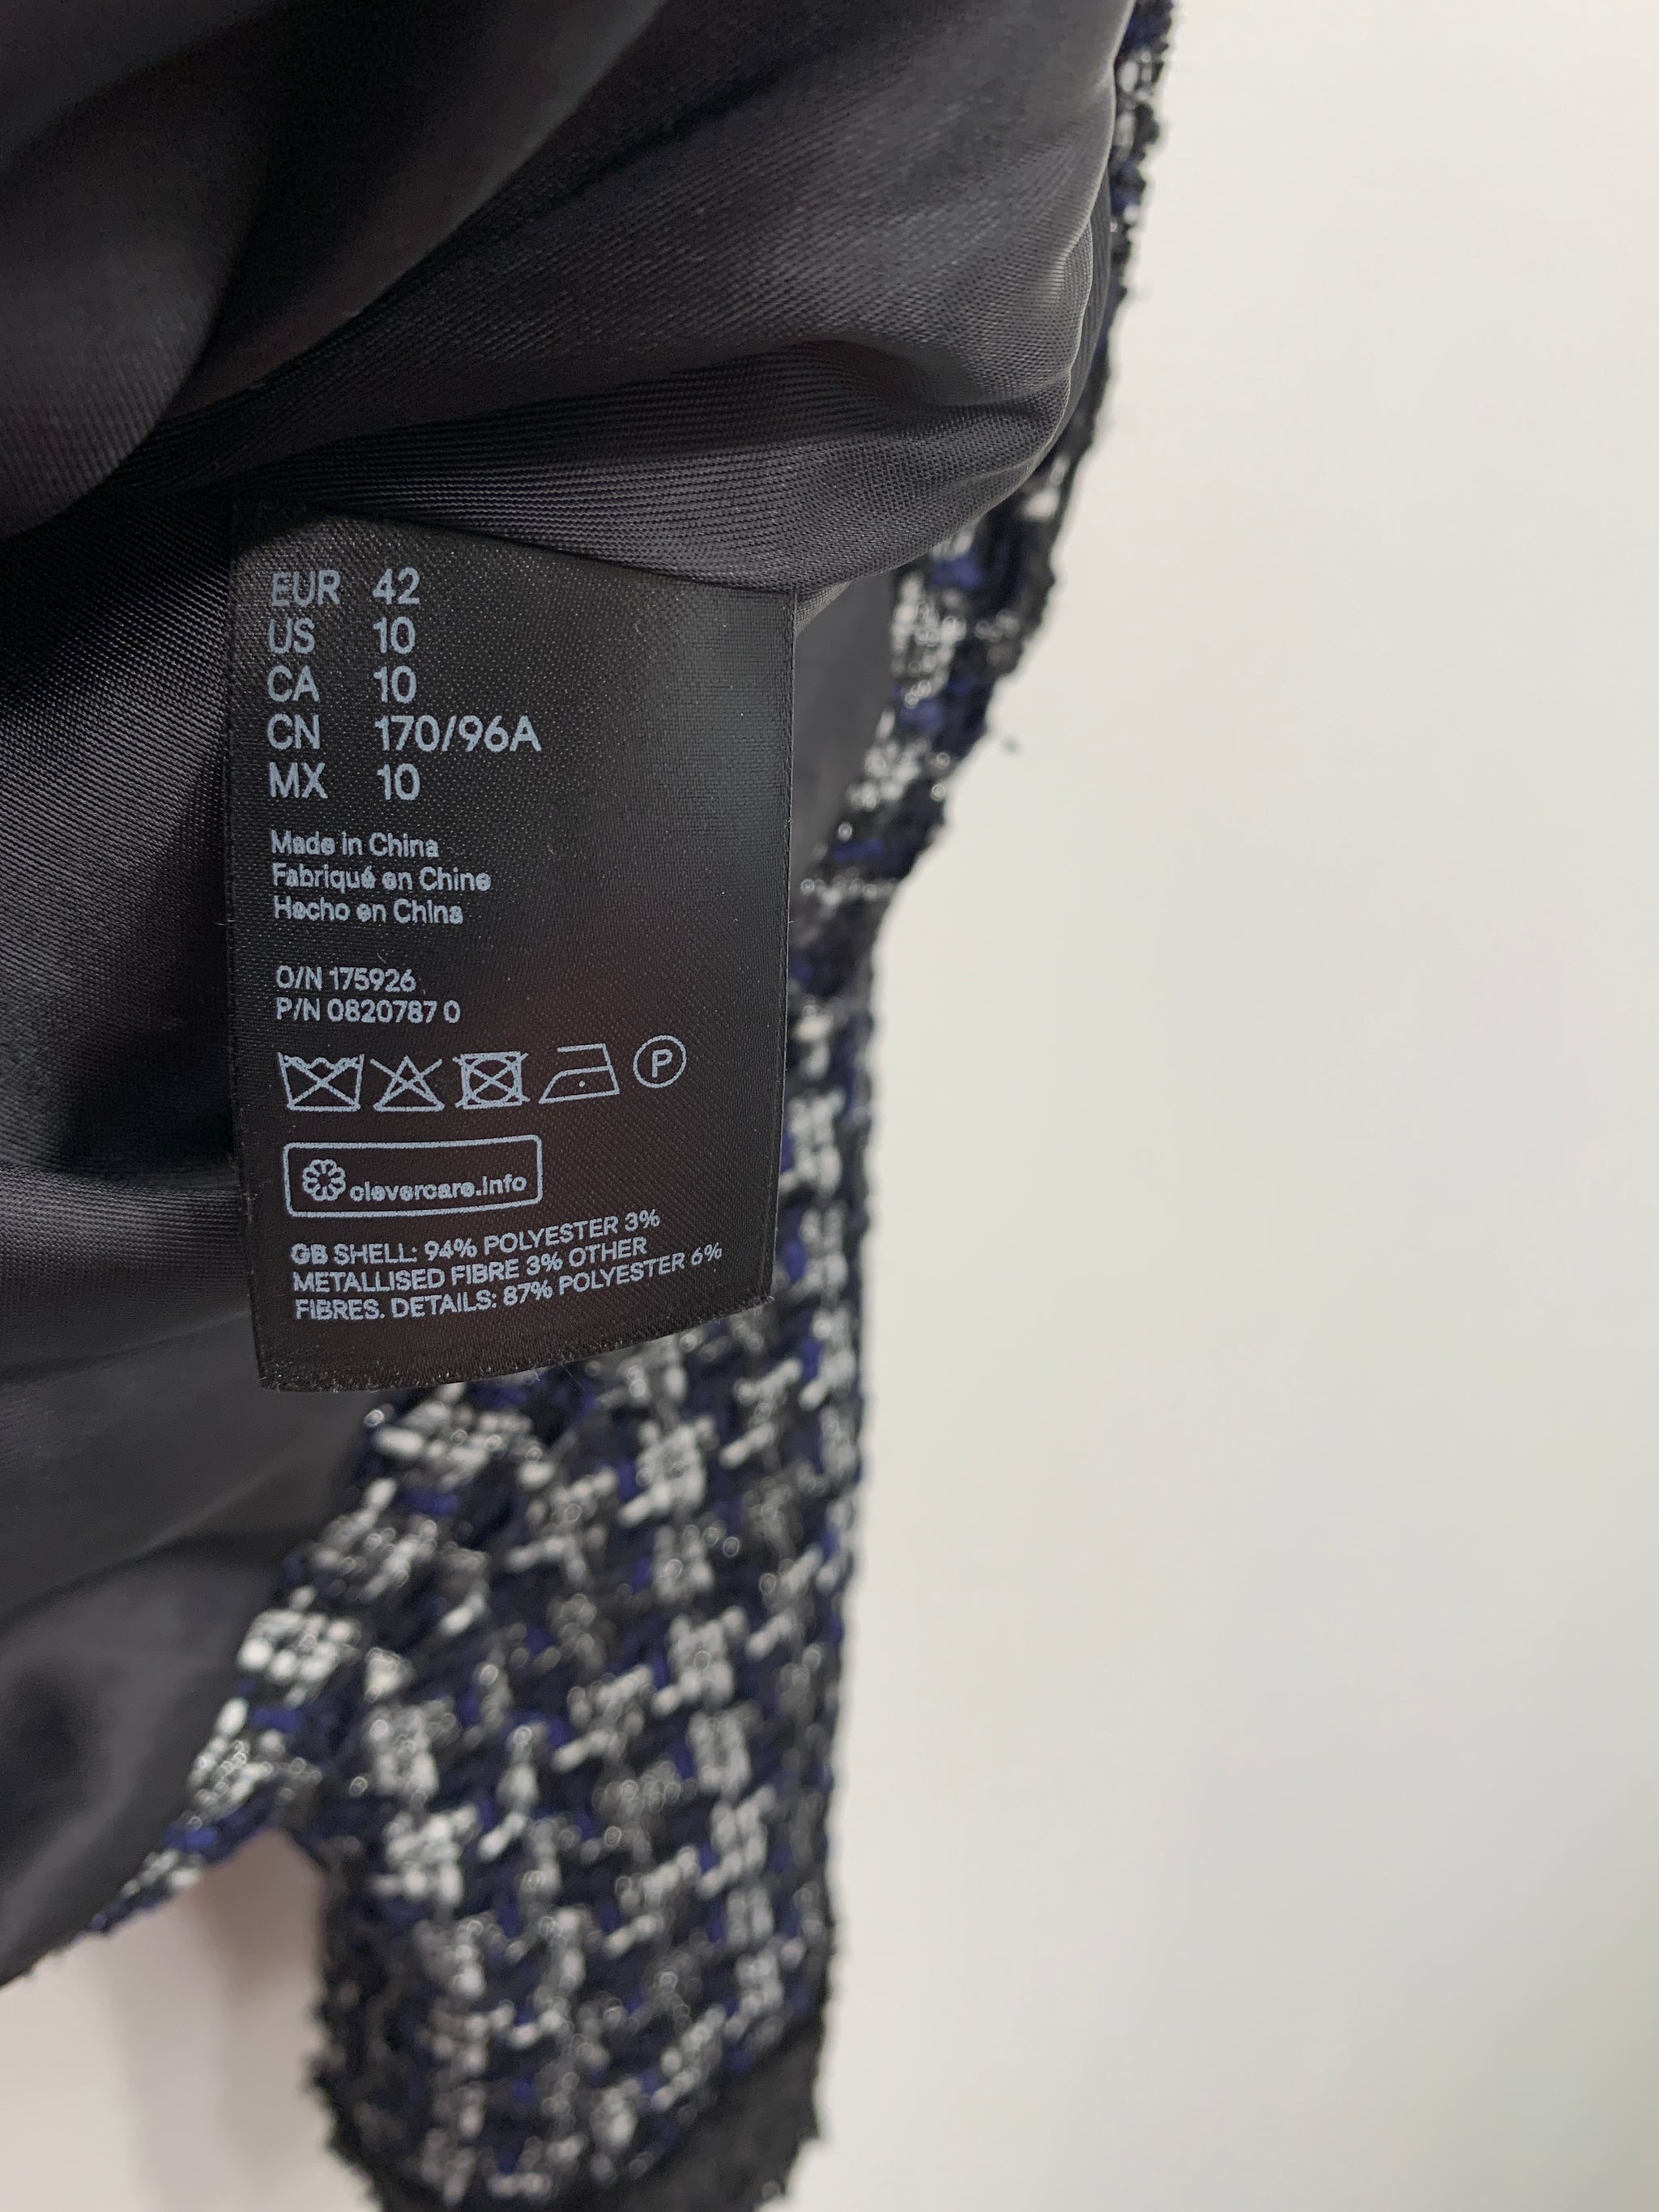 EUR 42
US 10
CA 10
CN 170/96A
MX 10
Made in China
Fabriqué en Chine
Hecho en China
O/N 175926
P/N 0820787 0
P
clevercare.info
GB SHELL: 94% POLYESTER 3%
METALLISED FIBRE 3% OTHER
FIBRES. DETAILS: 87% POLYESTER 6%